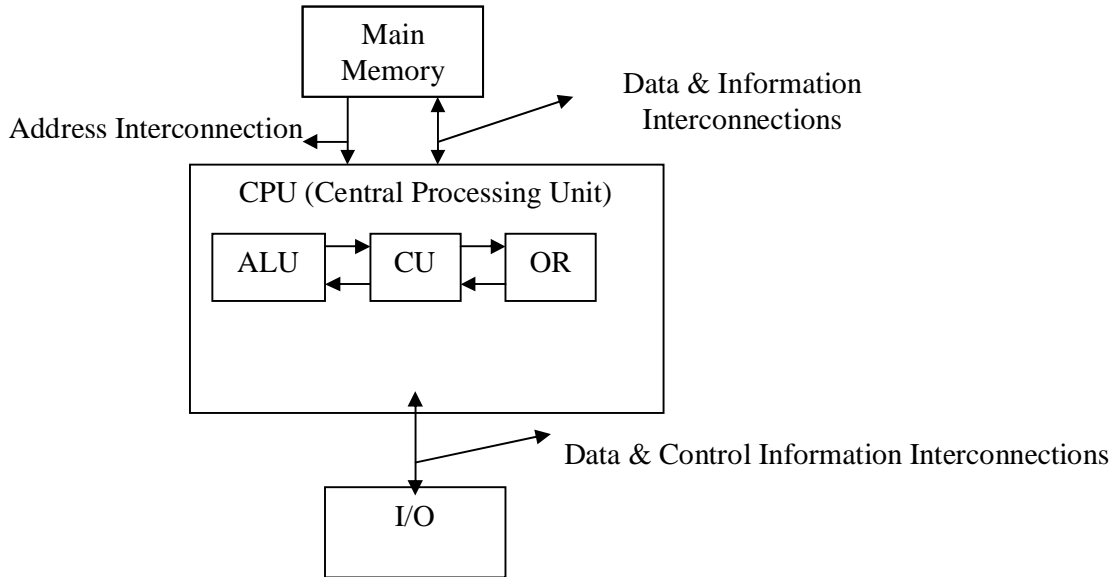 Main
Memory
Data & Information
Interconnections
Address Interconnection
CPU (Central Processing Unit)
ALU
CU
OR
Data & Control Information Interconnections
I/O